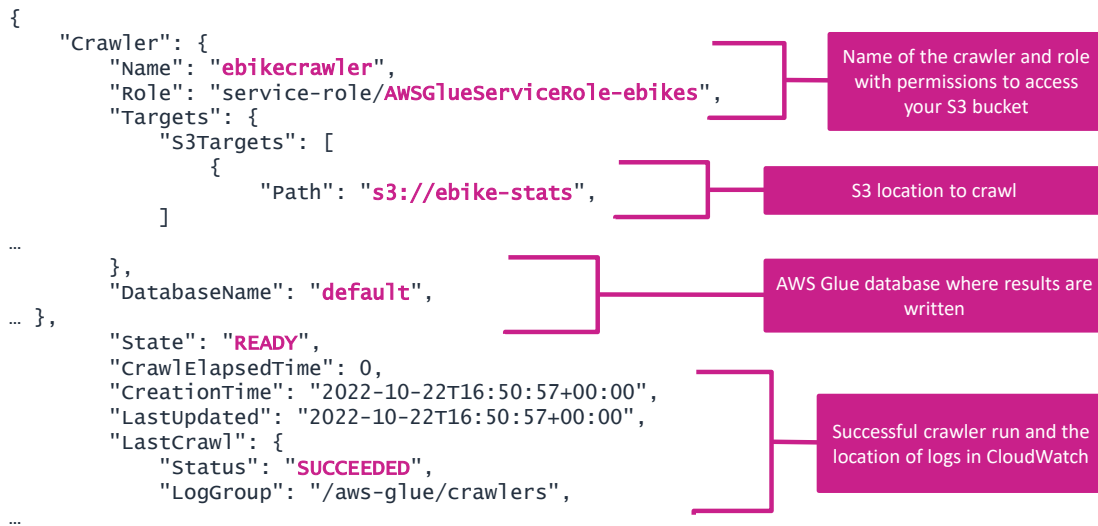 {
"Crawler": {
"Name": "ebikecrawler",
"Role": "service-role/AWSGlueServiceRole-ebikes",
"Targets": {
"S3Targets": [
{
"Path": "s3://ebike-stats",
]
…
},
"DatabaseName": "default",
… },
"State": "READY",
"CrawlElapsedTime": 0,
"CreationTime": "2022-10-22T16:50:57+00:00",
"LastUpdated": "2022-10-22T16:50:57+00:00",
"LastCrawl": {
"Status": "SUCCEEDED",
"LogGroup": "/aws-glue/crawlers",
…
Name of the crawler and role
with permissions to access
your S3 bucket
S3 location to crawl
AWS Glue database where results are
written
Successful crawler run and the
location of logs in CloudWatch